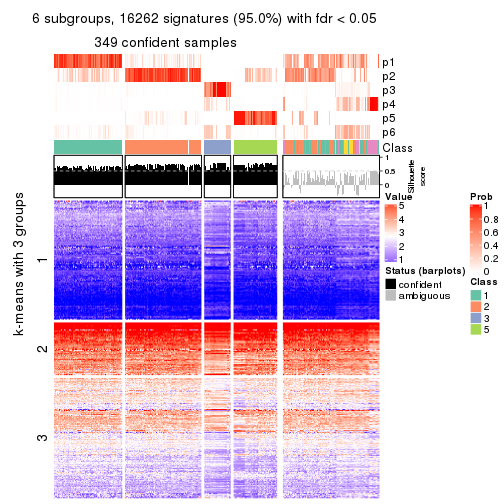 6 subgroups, 16262 signatures (95.0%) with fdr < 0.05
349 confident samples
p1
p2
p3
p4
p5
p6
Class
1
0.5
0
Silhouette
score
k-means with 3 groups
1
2
3
Value
5
4
3
2
1
Status (barplots)
confident
ambiguous
Prob
1
0.8
0.6
0.4
0.2
0
Class
1
2
3
5